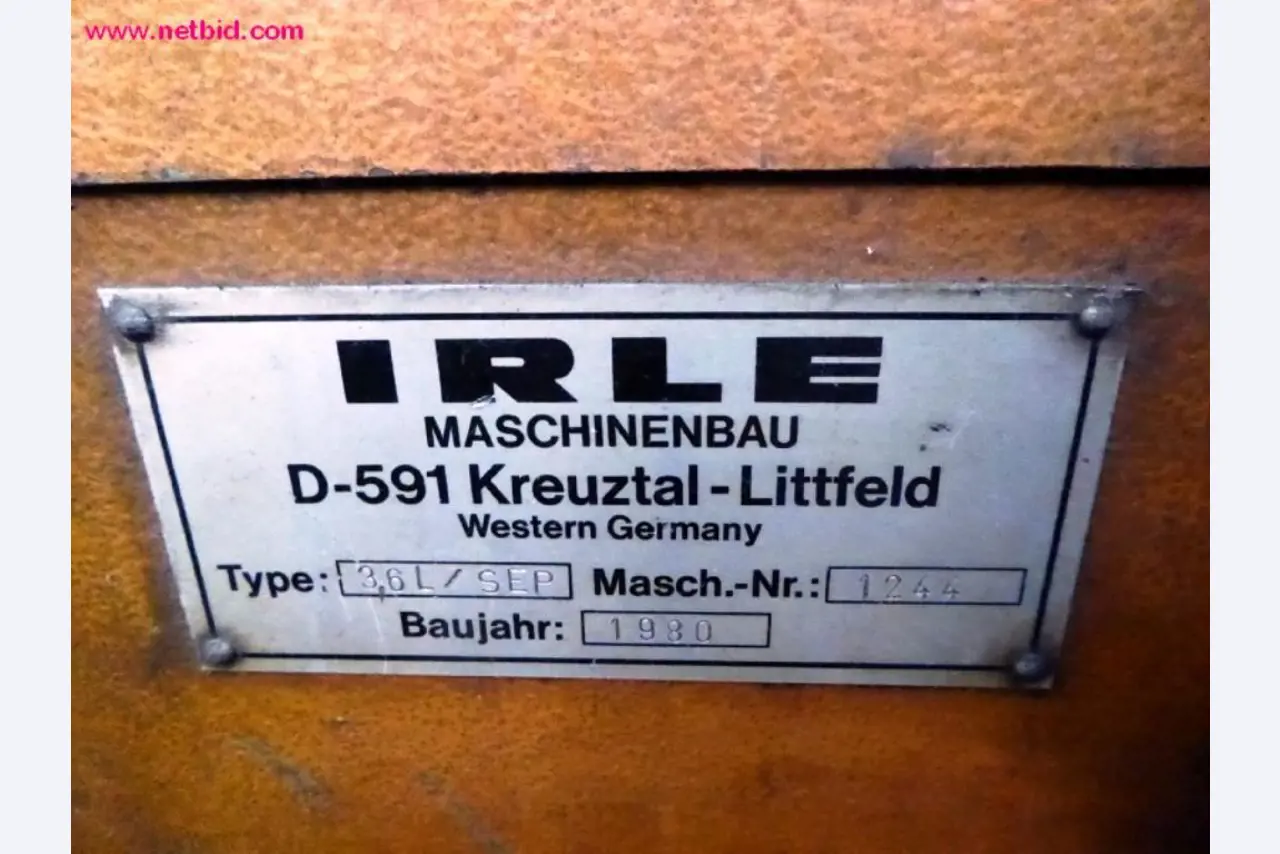 www.netbid.com
IRLE
MASCHINENBAU
D-591 Kreuztal-Littfeld
Western Germany
Type: 3,6L/SEP Masch.-Nr.: 1244
Baujahr: 1980